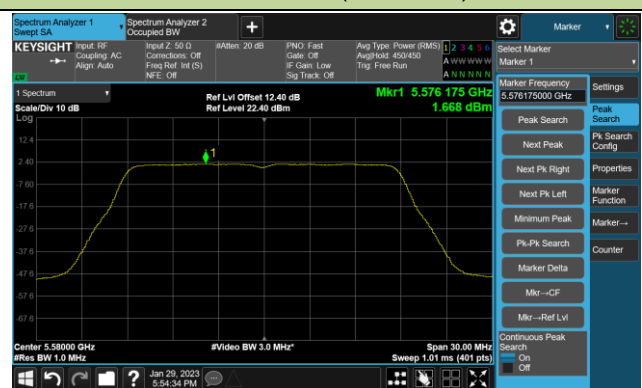 Spectrum Analyzer 1
Swept SA
Spectrum Analyzer 2
Occupied BW
Marker
KEYSIGHT
Input: RF
Coupling: AC
Align: Auto
Input Z: 50 Ω
Corrections: Off
Freq Ref: Int (S)
NFE: Off
#Atten: 20 dB
PNO: Fast
Gate: Off
IF Gain: Low
Sig Track: Off
Avg Type: Power (RMS)
Avg|Hold: 450/450
Trig: Free Run
1 2 3 4 5 6
A W W W W W
A N N N N N
Select Marker
Marker 1
1 Spectrum
Scale/Div 10 dB
Log
Ref Lvl Offset 12.40 dB
Ref Level 22.40 dBm
Mkr1 5.576 175 GHz
1.668 dBm
1
12.4
2.40
-7.60
-17.6
-27.6
-37.6
-47.6
-57.6
-67.6
Center 5.58000 GHz
#Res BW 1.0 MHz
#Video BW 3.0 MHz*
Span 30.00 MHz
Sweep 1.01 ms (401 pts)
Marker Frequency
5.576175000 GHz
Peak Search
Next Peak
Next Pk Right
Next Pk Left
Minimum Peak
Pk-Pk Search
Marker Delta
Mkr→CF
Mkr→Ref Lvl
Continuous Peak
Search
On
Off
Settings
Peak
Search
Pk Search
Config
Properties
Marker
Function
Marker→
Counter
Jan 29, 2023
5:54:34 PM